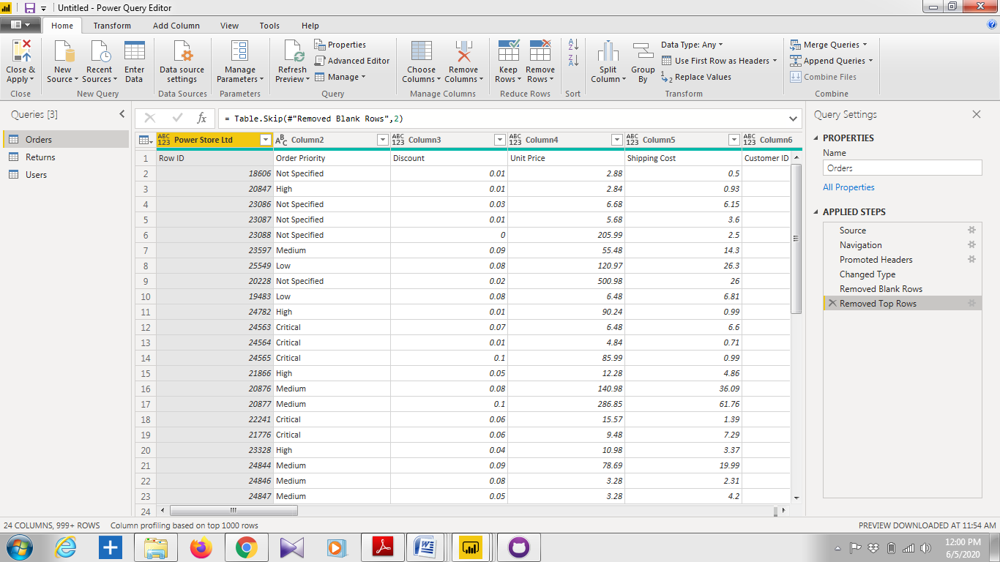 Untitled - Power Query Editor
Home Transform Add Column View Tools Help
Close & Apply
New Source
Recent Sources
Enter Data
Data source settings
Manage Parameters
Refresh Preview
Properties
Advanced Editor
Manage
Choose Columns
Remove Columns
Keep Rows
Remove Rows
Split Column
Group By
Data Type: Any
Use First Row as Headers
Replace Values
Merge Queries
Append Queries
Combine Files
Close New Query Data Sources Parameters Query Manage Columns Reduce Rows Sort Transform Combine
Queries [3]
Orders
Returns
Users
fx = Table.Skip(#"Removed Blank Rows",2)
ABC 123 Power Store Ltd ABC Column2 ABC 123 Column3 ABC 123 Column4 ABC 123 Column5 ABC 123 Column6
1 Row ID Order Priority Discount Unit Price Shipping Cost Customer ID
2 18606 Not Specified 0.01 2.88 0.5
3 20847 High 0.01 2.84 0.93
4 23086 Not Specified 0.03 6.68 6.15
5 23087 Not Specified 0.01 5.68 3.6
6 23088 Not Specified 0 205.99 2.5
7 23597 Medium 0.09 55.48 14.3
8 25549 Low 0.08 120.97 26.3
9 20228 Not Specified 0.02 500.98 26
10 19483 Low 0.08 6.48 6.81
11 24782 High 0.01 90.24 0.99
12 24563 Critical 0.07 6.48 6.6
13 24564 Critical 0.01 4.84 0.71
14 24565 Critical 0.1 85.99 0.99
15 21866 High 0.05 12.28 4.86
16 20876 Medium 0.08 140.98 36.09
17 20877 Medium 0.1 286.85 61.76
18 22241 Critical 0.06 15.57 1.39
19 21776 Critical 0.06 9.48 7.29
20 23328 High 0.04 10.98 3.37
21 24844 Medium 0.09 78.69 19.99
22 24846 Medium 0.08 3.28 2.31
23 24847 Medium 0.05 3.28 4.2
24
Query Settings
PROPERTIES
Name
Orders
All Properties
APPLIED STEPS
Source
Navigation
Promoted Headers
Changed Type
Removed Blank Rows
Removed Top Rows
24 COLUMNS, 999+ ROWS Column profiling based on top 1000 rows
PREVIEW DOWNLOADED AT 11:54 AM
12:00 PM
6/5/2020